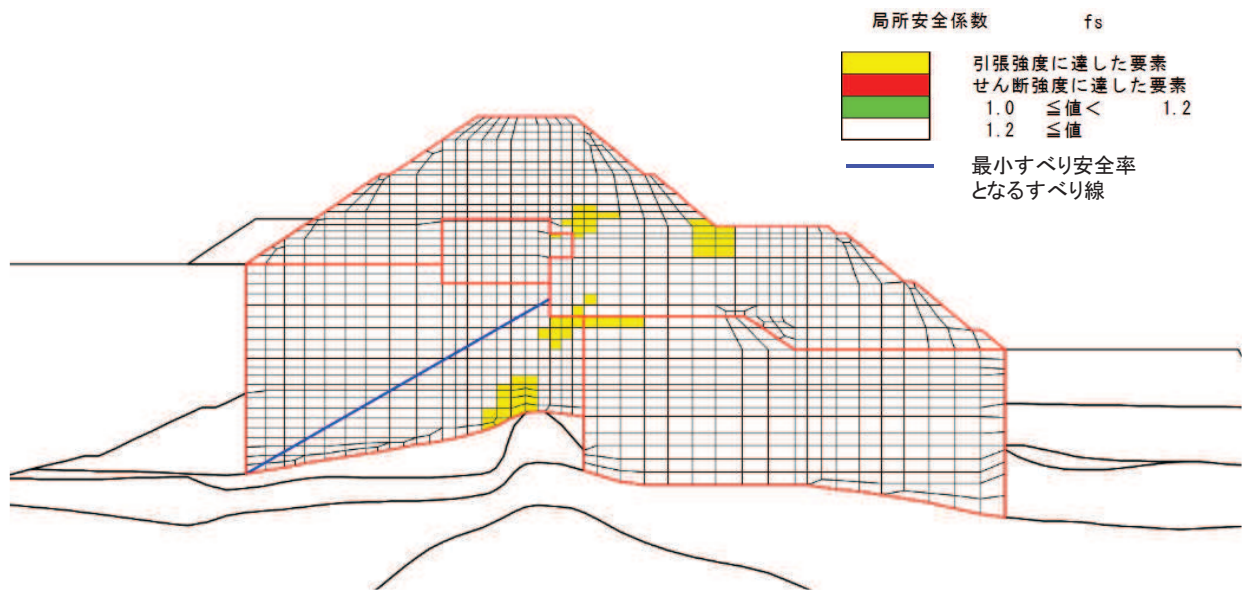 局所安全係数 fs
引張強度に達した要素
せん断強度に達した要素
1.0 ≦値< 1.2
1.2 ≦値
最小すべり安全率
となるすべり線